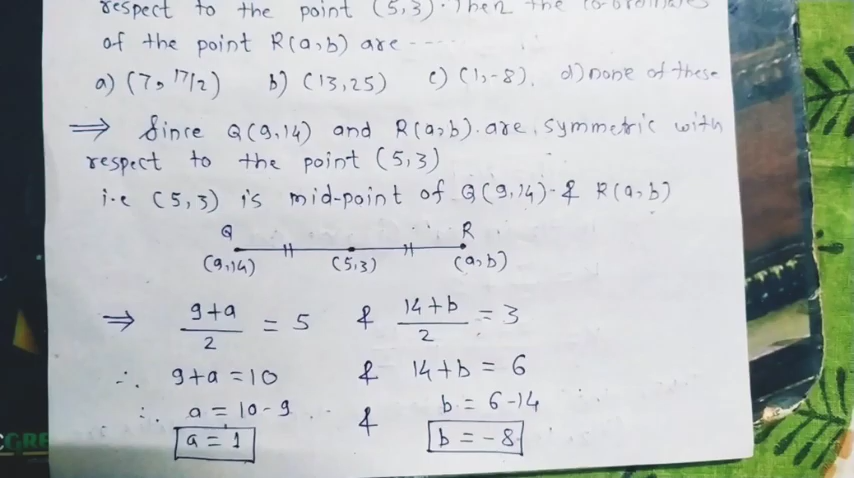 respect to the point (5,3). Then the co-ordinates
of the point R(a,b) are ----
a) (7, 17/2) b) (13,25) c) (1,-8). d) none of these
⇒ Since Q(9,14) and R(a,b). are symmetric with
respect to the point (5,3)
i.e (5,3) is mid-point of Q(9,14) & R(a,b)
Q R
(9,14) (5,3) (a,b)
⇒ 9+a/2 = 5 & 14+b/2 = 3
∴ 9+a = 10 & 14+b = 6
∴ a = 10-9 & b = 6-14
a = 1 b = -8